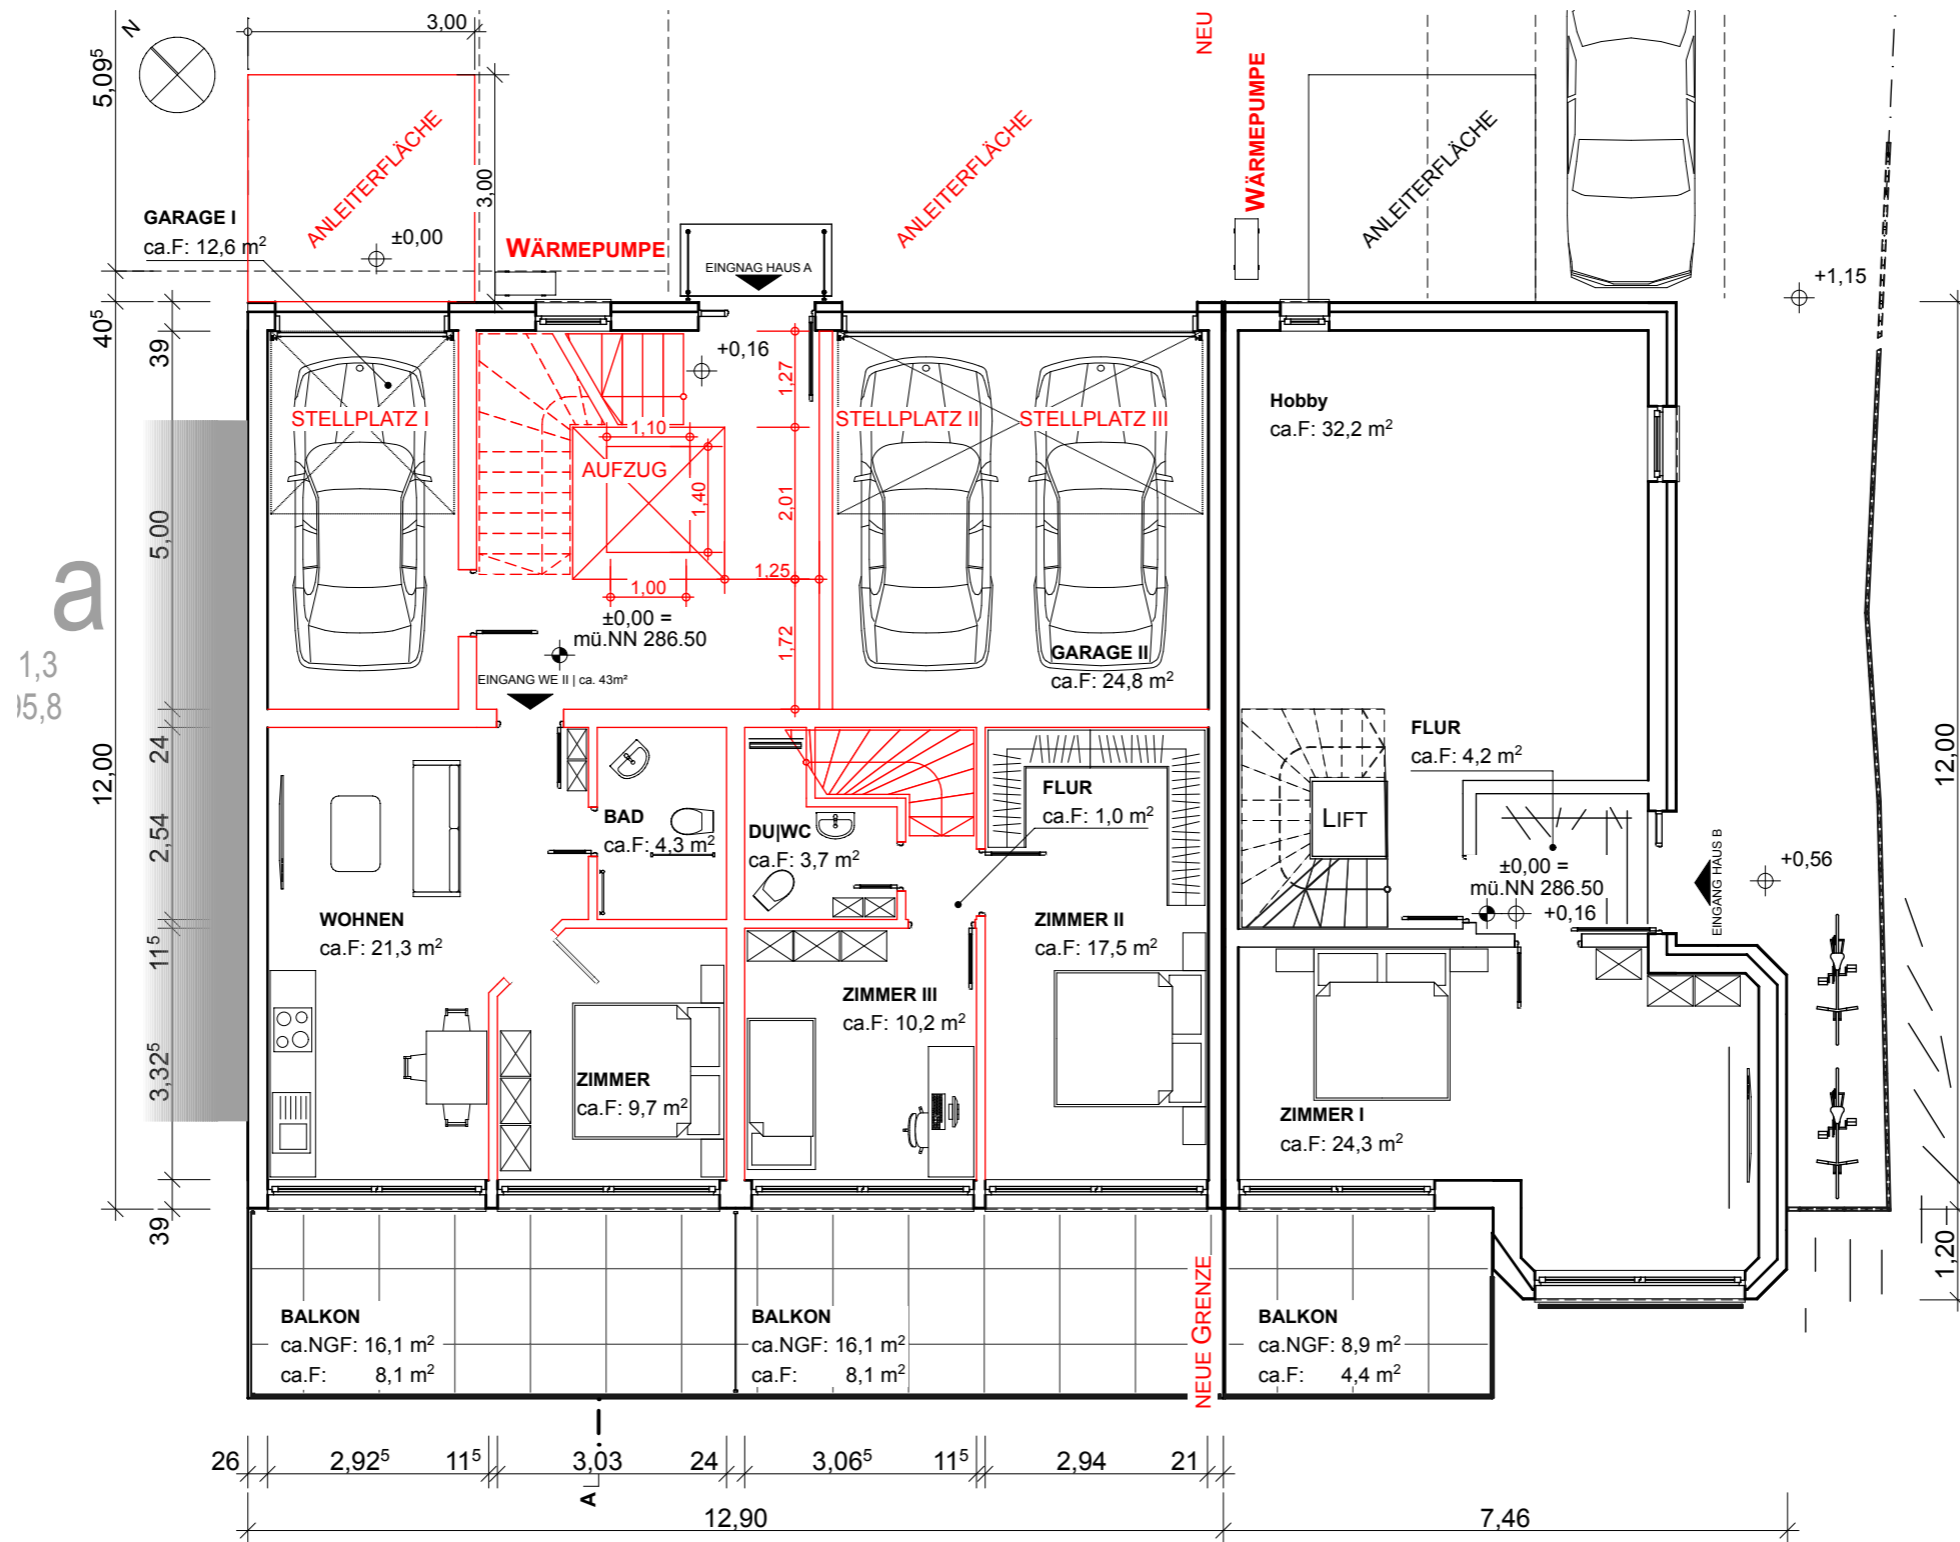 N
3,00
NEU
5,09⁵
WÄRMEPUMPE
ANLEITERFLÄCHE
ANLEITERFLÄCHE
ANLEITERFLÄCHE
3,00
GARAGE I
ca.F: 12,6 m²
±0,00
WÄRMEPUMPE
EINGNAG HAUS A
+1,15
40⁵
39
+0,16
1,27
Hobby
ca.F: 32,2 m²
STELLPLATZ I
1,10
STELLPLATZ II
STELLPLATZ III
AUFZUG
1,40
2,01
5,00
a
1,25
1,00
±0,00 =
mü.NN 286.50
1,72
1,3
95,8
GARAGE II
ca.F: 24,8 m²
EINGANG WE II | ca. 43m²
12,00
24
FLUR
ca.F: 4,2 m²
12,00
FLUR
ca.F: 1,0 m²
BAD
ca.F: 4,3 m²
DU|WC
ca.F: 3,7 m²
LIFT
2,54
±0,00 =
mü.NN 286.50
+0,16
EINGANG HAUS B
+0,56
WOHNEN
ca.F: 21,3 m²
ZIMMER II
ca.F: 17,5 m²
11⁵
ZIMMER III
ca.F: 10,2 m²
3,32⁵
ZIMMER
ca.F: 9,7 m²
ZIMMER I
ca.F: 24,3 m²
39
1,20
NEUE GRENZE
BALKON
ca.NGF: 16,1 m²
ca.F: 8,1 m²
BALKON
ca.NGF: 16,1 m²
ca.F: 8,1 m²
BALKON
ca.NGF: 8,9 m²
ca.F: 4,4 m²
26 2,92⁵ 11⁵ 3,03 24 3,06⁵ 11⁵ 2,94 21
A
12,90 7,46